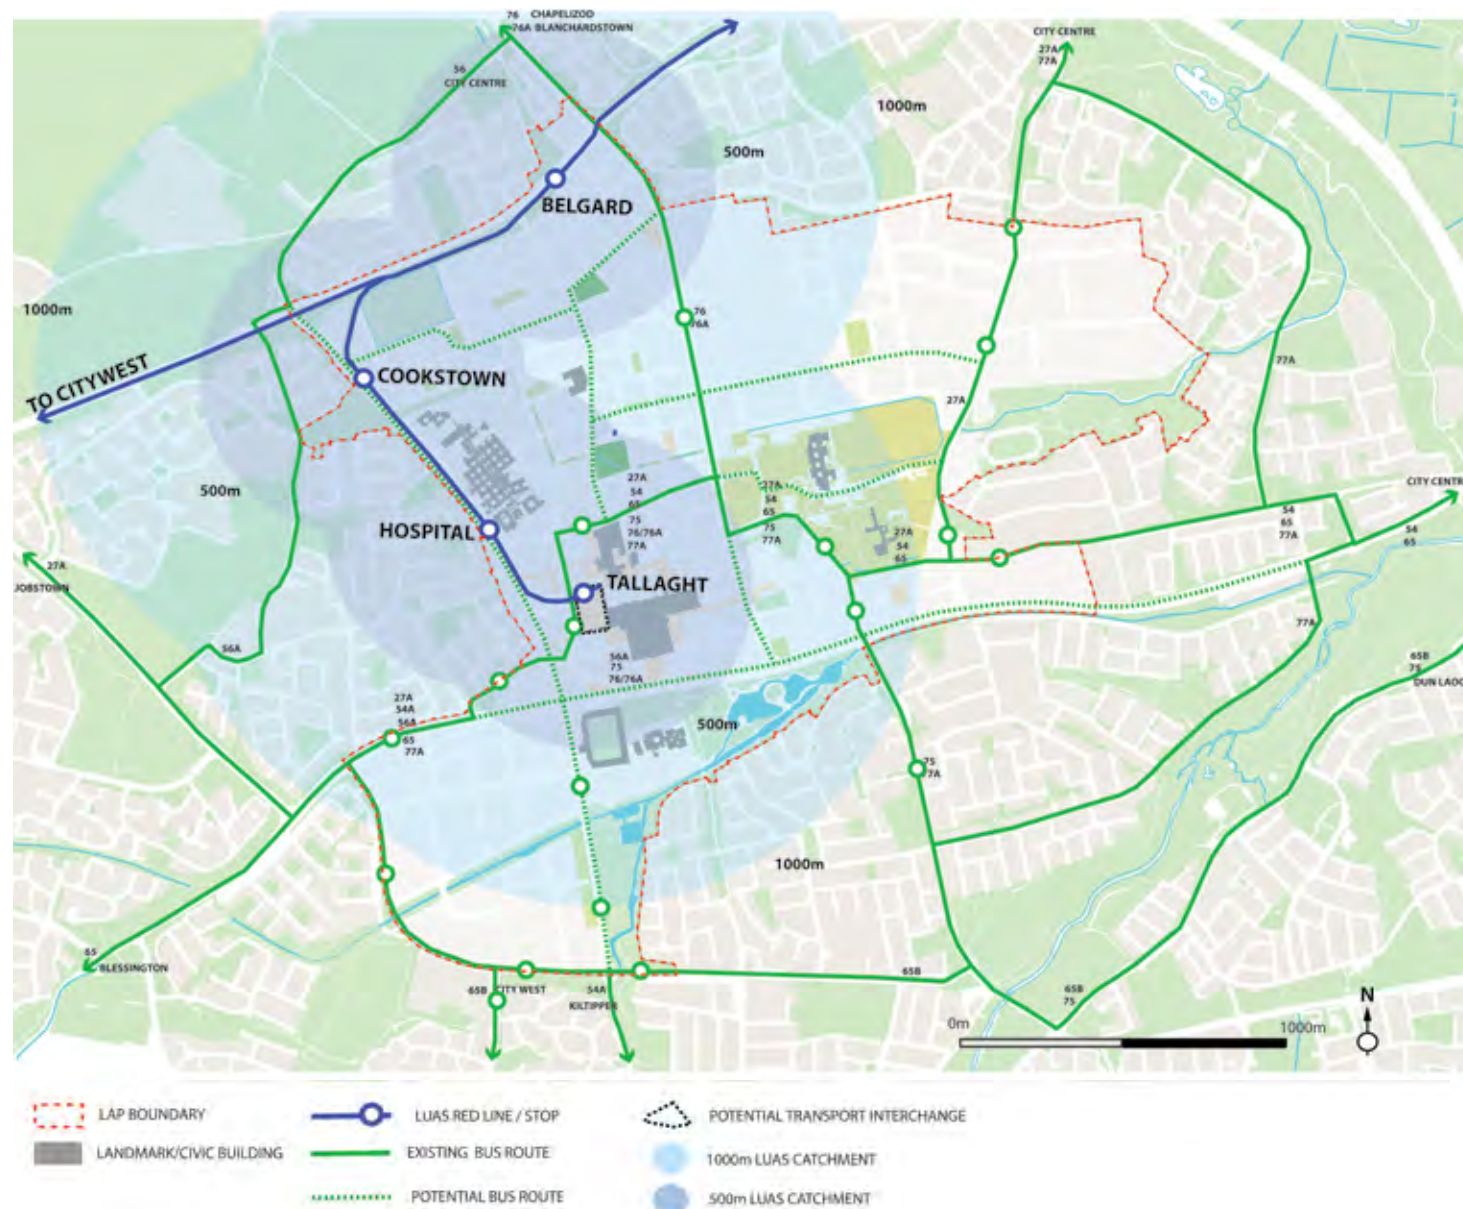 76 CHAPELIZOD
76A BLANCHARDSTOWN
56
CITY CENTRE
CITY CENTRE
27A
77A
1000m
500m
BELGARD
1000m
76
76A
TO CITYWEST
COOKSTOWN
77A
27A
500m
27A
54
65
75
76/76A
77A
27A
54
65
75
77A
27A
54
65
CITY CENTR
54
65
77A
54
65
HOSPITAL
TALLAGHT
27A
JOBSTOWN
56A
77A
56A
75
76/76A
65B
75
DUN LAOG
27A
54A
56A
65
77A
500m
75
77A
1000m
65
BLESSINGTON
65B
CITY WEST
54A
KILTIPPER
65B
65B
75
N
0m
1000m
LAP BOUNDARY
LUAS RED LINE / STOP
POTENTIAL TRANSPORT INTERCHANGE
LANDMARK/CIVIC BUILDING
EXISTING BUS ROUTE
1000m LUAS CATCHMENT
POTENTIAL BUS ROUTE
500m LUAS CATCHMENT